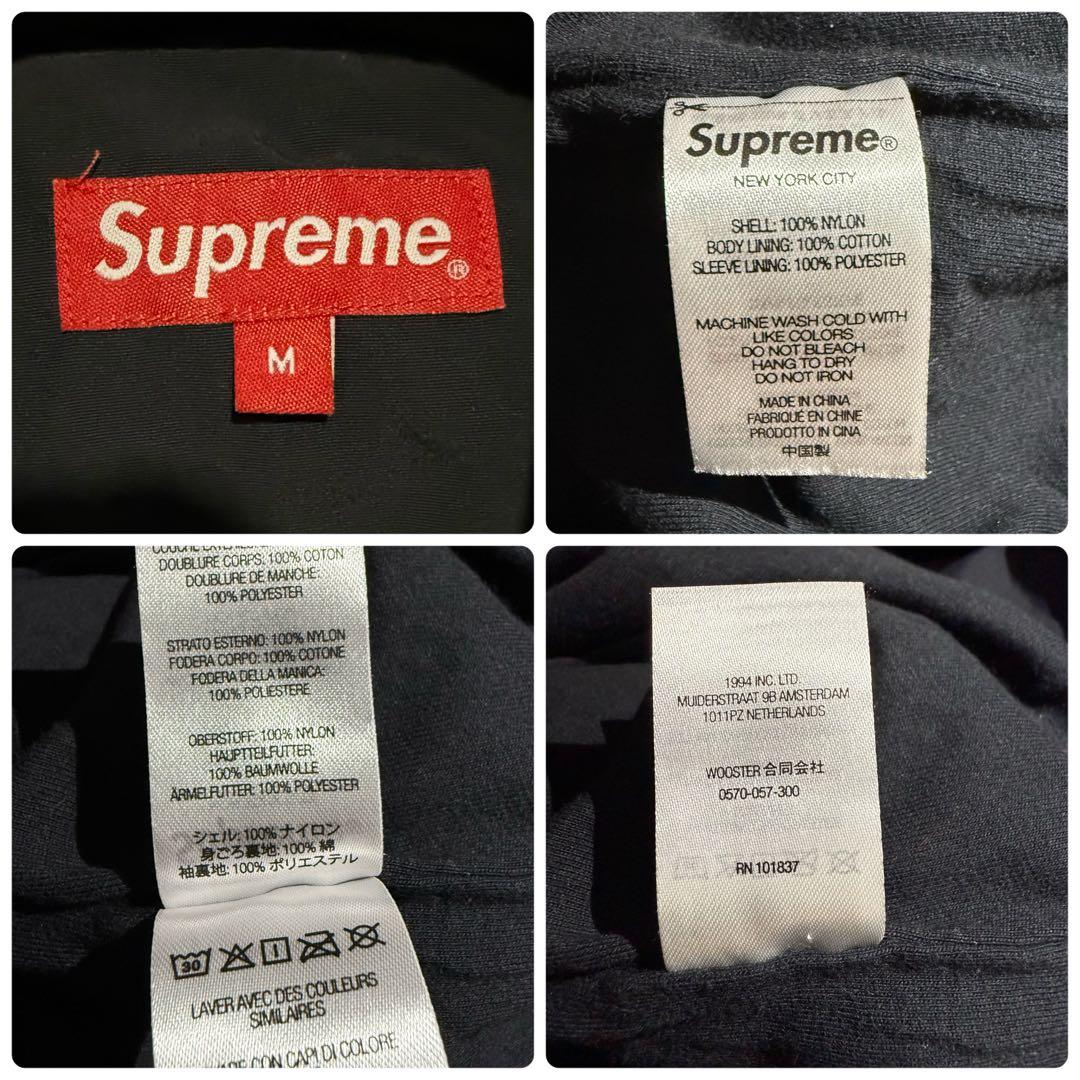 Supreme®
M
Supreme®
NEW YORK CITY
SHELL: 100% NYLON
BODY LINING: 100% COTTON
SLEEVE LINING: 100% POLYESTER
MACHINE WASH COLD WITH
LIKE COLORS
DO NOT BLEACH
HANG TO DRY
DO NOT IRON
MADE IN CHINA
FABRIQUÉ EN CHINE
PRODOTTO IN CINA
中国製
DOUBLURE CORPS: 100% COTON
DOUBLURE DE MANCHE:
100% POLYESTER
STRATO ESTERNO: 100% NYLON
FODERA CORPO: 100% COTONE
FODERA DELLA MANICA:
100% POLIESTERE
OBERSTOFF: 100% NYLON
HAUPTTEILFUTTER:
100% BAUMWOLLE
ÄRMELFUTTER: 100% POLYESTER
シェル: 100% ナイロン
身ごろ裏地: 100% 綿
袖裏地: 100% ポリエステル
30
LAVER AVEC DES COULEURS
SIMILAIRES
CON CAPI DI COLORE
1994 INC. LTD.
MUIDERSTRAAT 9B AMSTERDAM
1011PZ NETHERLANDS
WOOSTER 合同会社
0570-057-300
RN 101837